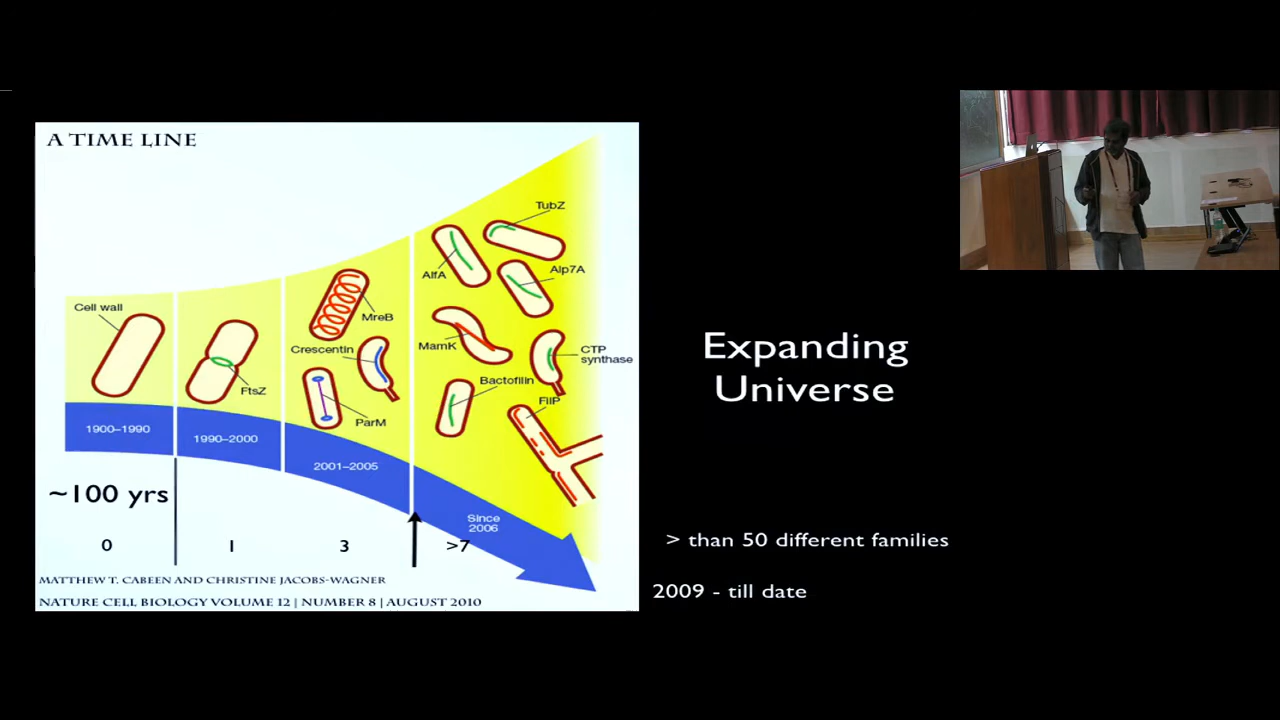 A TIME LINE
TubZ
AlfA
Alp7A
Cell wall
MreB
MamK
Crescentin
CTP
synthase
Bactofilin
FtsZ
FilP
ParM
1900–1990
1990–2000
2001–2005
Since
2006
~100 yrs
0
1
3
>7
MATTHEW T. CABEEN AND CHRISTINE JACOBS-WAGNER
NATURE CELL BIOLOGY VOLUME 12 | NUMBER 8 | AUGUST 2010
Expanding
Universe
> than 50 different families
2009 - till date